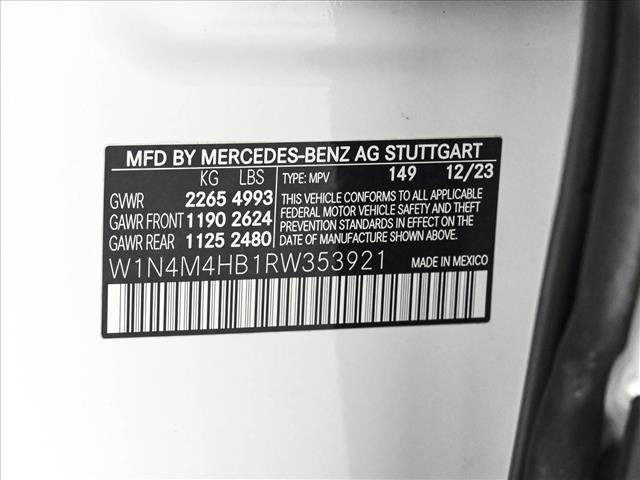 MFD BY MERCEDES-BENZ AG STUTTGART
KG LBS TYPE: MPV 149 12/23
GVWR 2265 4993
GAWR FRONT 1190 2624
GAWR REAR 1125 2480
THIS VEHICLE CONFORMS TO ALL APPLICABLE
FEDERAL MOTOR VEHICLE SAFETY AND THEFT
PREVENTION STANDARDS IN EFFECT ON THE
DATE OF MANUFACTURE SHOWN ABOVE.
W1N4M4HB1RW353921 MADE IN MEXICO